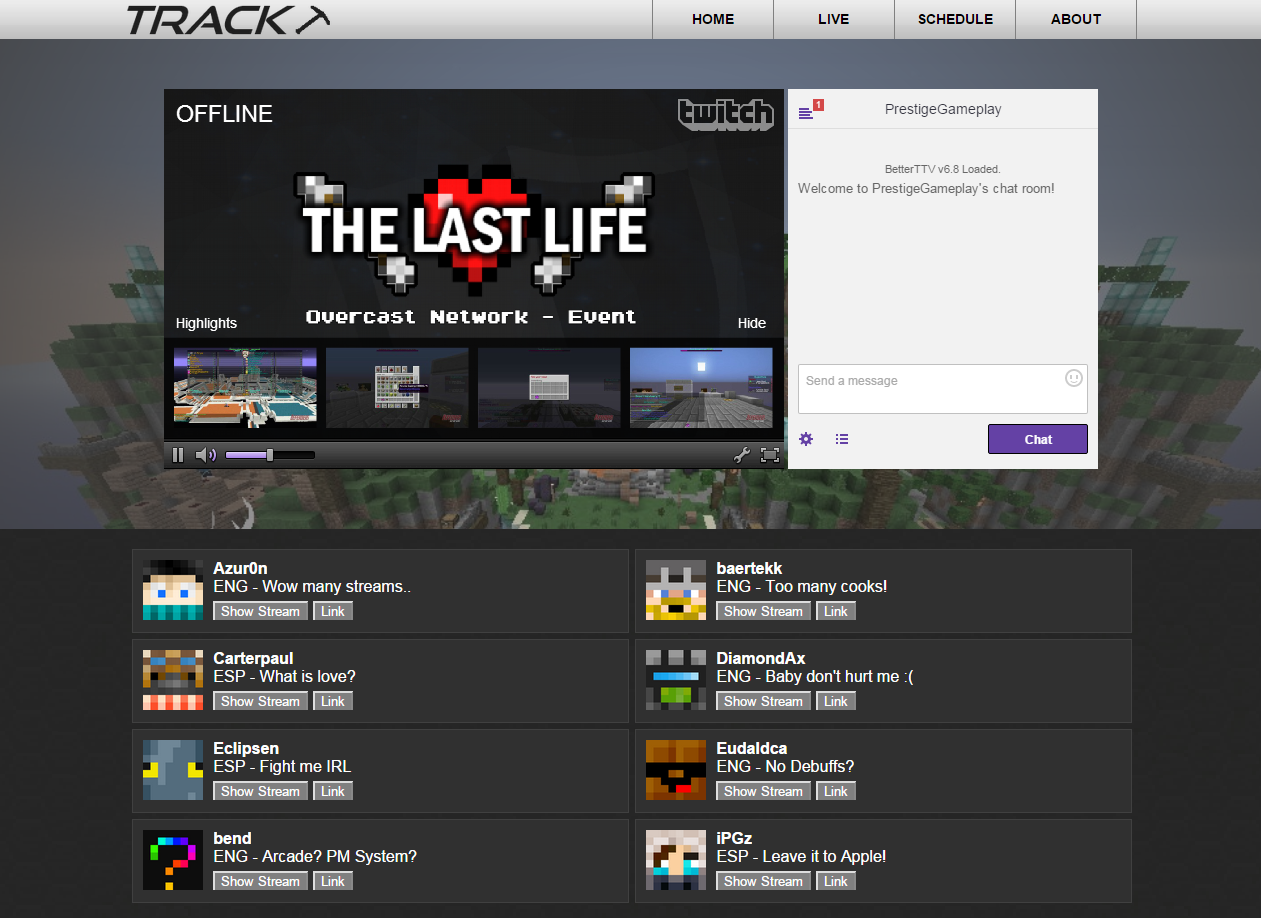 TRACK
HOME
LIVE
SCHEDULE
ABOUT
OFFLINE
twitch
THE LAST LIFE
Overcast Network - Event
Highlights
Hide
1
PrestigeGameplay
BetterTTV v6.8 Loaded.
Welcome to PrestigeGameplay's chat room!
Send a message
Chat
Azur0n
ENG - Wow many streams..
Show Stream
Link
baertekk
ENG - Too many cooks!
Show Stream
Link
Carterpaul
ESP - What is love?
Show Stream
Link
DiamondAx
ENG - Baby don't hurt me :(
Show Stream
Link
Eclipsen
ESP - Fight me IRL
Show Stream
Link
Eudaldca
ENG - No Debuffs?
Show Stream
Link
bend
ENG - Arcade? PM System?
Show Stream
Link
iPGz
ESP - Leave it to Apple!
Show Stream
Link